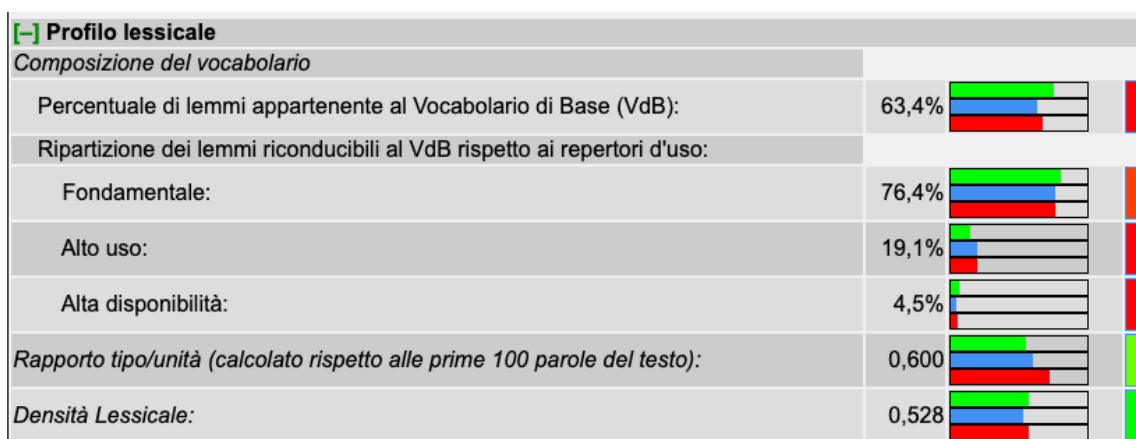 [–] Profilo lessicale
Composizione del vocabolario
Percentuale di lemmi appartenente al Vocabolario di Base (VdB): 63,4%
Ripartizione dei lemmi riconducibili al VdB rispetto ai repertori d'uso:
Fondamentale: 76,4%
Alto uso: 19,1%
Alta disponibilità: 4,5%
Rapporto tipo/unità (calcolato rispetto alle prime 100 parole del testo): 0,600
Densità Lessicale: 0,528